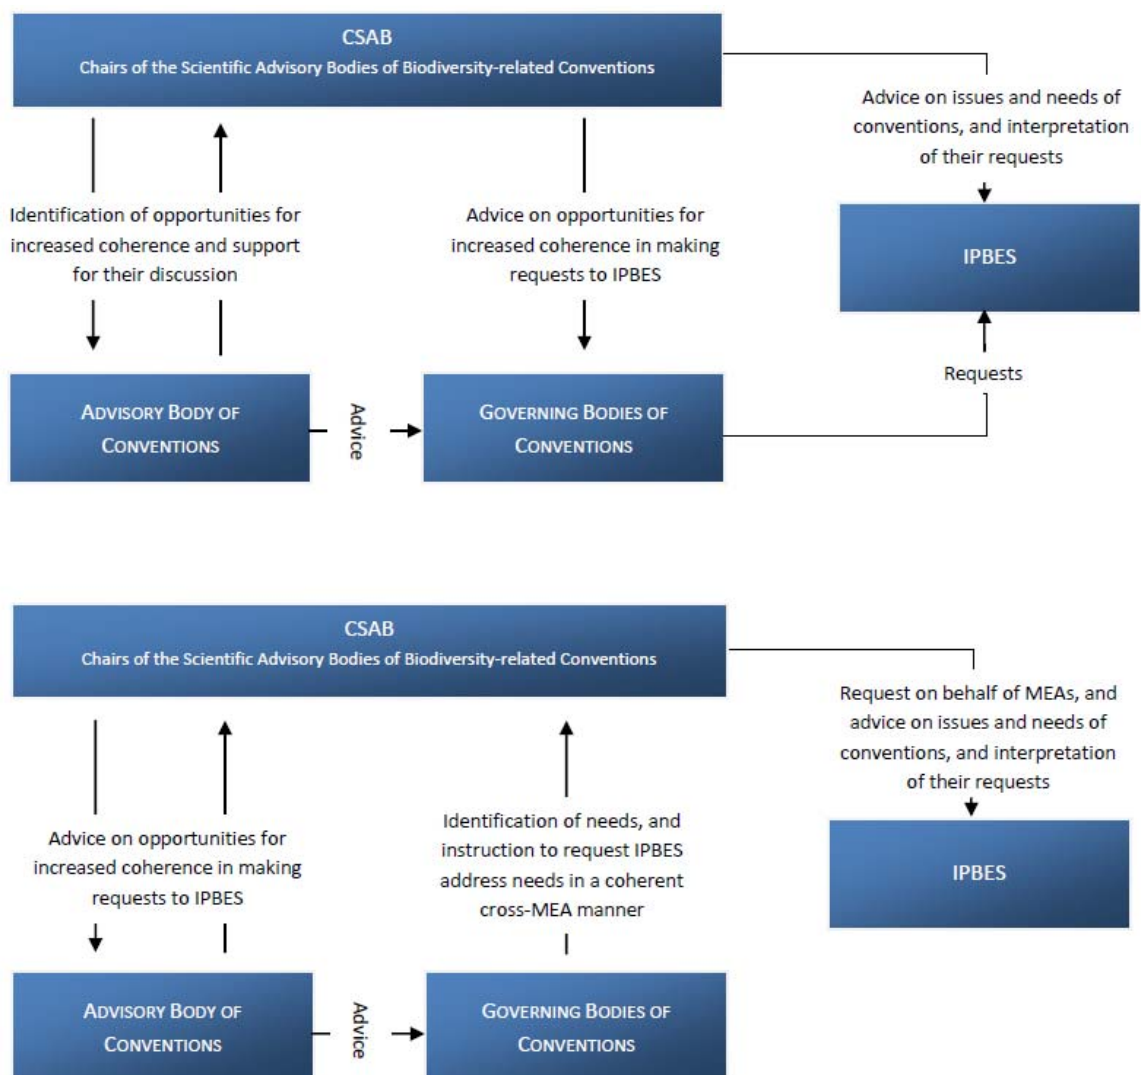 CSAB
Chairs of the Scientific Advisory Bodies of Biodiversity-related Conventions
Advice on issues and needs of
conventions, and interpretation
of their requests
Identification of opportunities for
increased coherence and support
for their discussion
Advice on opportunities for
increased coherence in making
requests to IPBES
IPBES
Requests
ADVISORY BODY OF
CONVENTIONS
Advice
GOVERNING BODIES OF
CONVENTIONS
CSAB
Chairs of the Scientific Advisory Bodies of Biodiversity-related Conventions
Request on behalf of MEAs, and
advice on issues and needs of
conventions, and interpretation
of their requests
Advice on opportunities for
increased coherence in making
requests to IPBES
Identification of needs, and
instruction to request IPBES
address needs in a coherent
cross-MEA manner
IPBES
ADVISORY BODY OF
CONVENTIONS
Advice
GOVERNING BODIES OF
CONVENTIONS